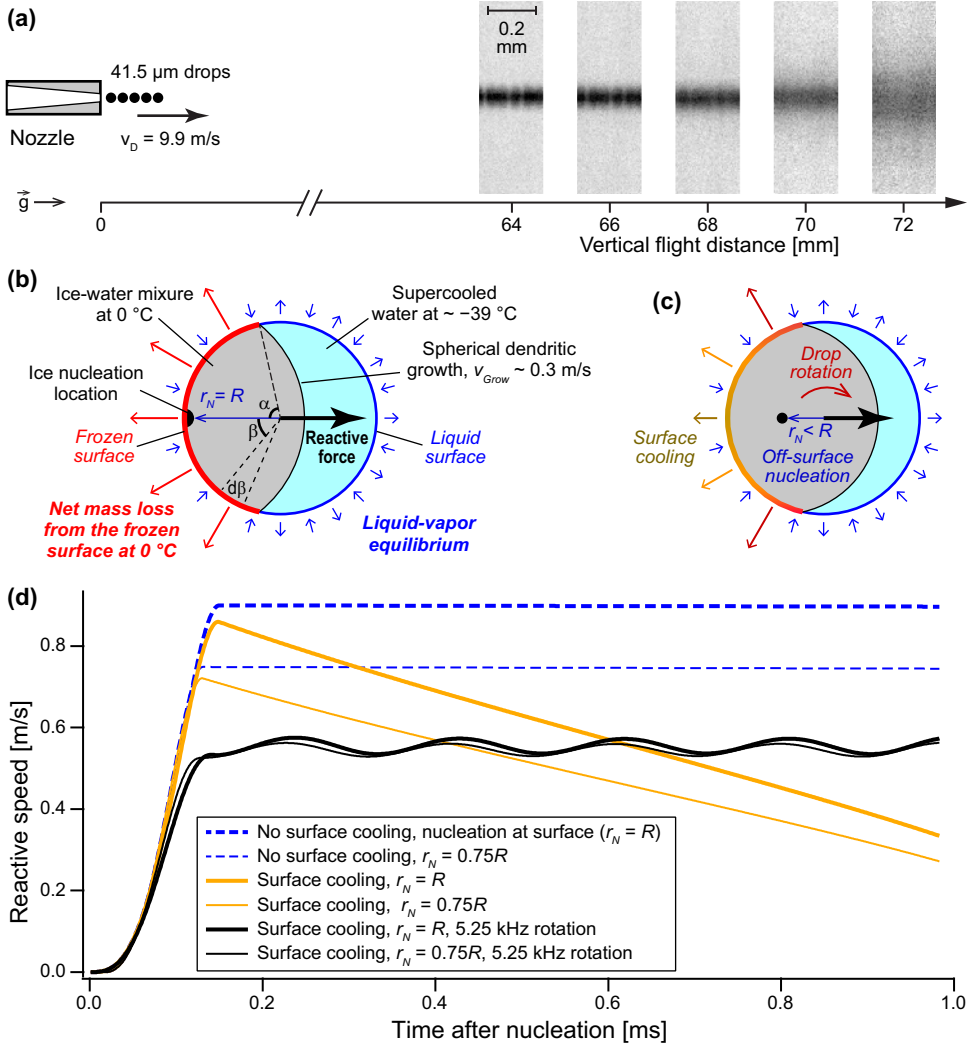 (a)
0.2
mm
41.5 µm drops
Nozzle
v_D = 9.9 m/s
g
0
64
66
68
70
72
Vertical flight distance [mm]
(b)
Ice-water mixure
at 0 °C
Ice nucleation
location
Frozen
surface
Net mass loss
from the frozen
surface at 0 °C
r_N = R
α
β
dβ
Reactive
force
Supercooled
water at ~ −39 °C
Spherical dendritic
growth, v_Grow ~ 0.3 m/s
Liquid
surface
Liquid-vapor
equilibrium
(c)
Drop
rotation
r_N < R
Surface
cooling
Off-surface
nucleation
(d)
Reactive speed [m/s]
0.8
0.6
0.4
0.2
0.0
No surface cooling, nucleation at surface (r_N = R)
No surface cooling, r_N = 0.75R
Surface cooling, r_N = R
Surface cooling, r_N = 0.75R
Surface cooling, r_N = R, 5.25 kHz rotation
Surface cooling, r_N = 0.75R, 5.25 kHz rotation
0.0
0.2
0.4
0.6
0.8
1.0
Time after nucleation [ms]